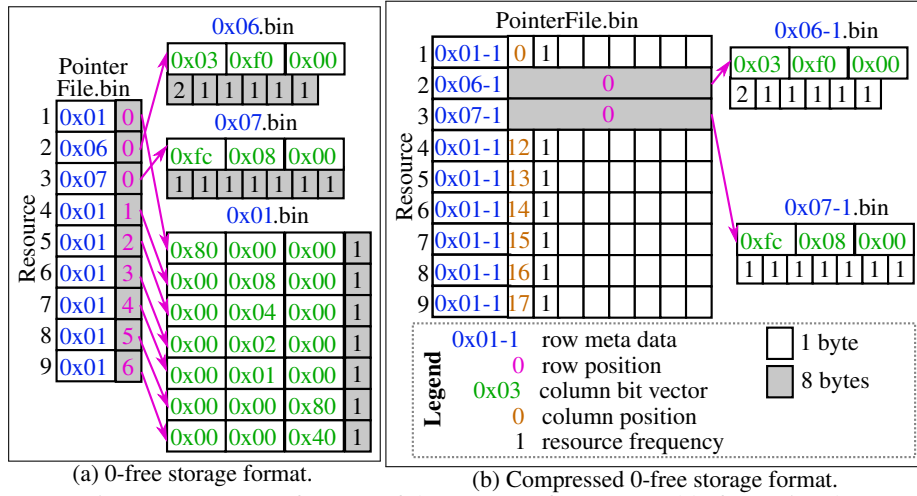 0x06.bin
0x03 0xf0 0x00
2 1 1 1 1 1
Pointer
File.bin
0x07.bin
0xfc 0x08 0x00
1 1 1 1 1 1 1
0x01.bin
Resource
1 0x01 0
2 0x06 0
3 0x07 0
4 0x01 1
5 0x01 2
6 0x01 3
7 0x01 4
8 0x01 5
9 0x01 6
0x80 0x00 0x00 1
0x00 0x08 0x00 1
0x00 0x04 0x00 1
0x00 0x02 0x00 1
0x00 0x01 0x00 1
0x00 0x00 0x80 1
0x00 0x00 0x40 1
(a) 0-free storage format.
PointerFile.bin
Resource
1 0x01-1 0 1
2 0x06-1 0
3 0x07-1 0
4 0x01-1 12 1
5 0x01-1 13 1
6 0x01-1 14 1
7 0x01-1 15 1
8 0x01-1 16 1
9 0x01-1 17 1
0x06-1.bin
0x03 0xf0 0x00
2 1 1 1 1 1
0x07-1.bin
0xfc 0x08 0x00
1 1 1 1 1 1 1
Legend
0x01-1 row meta data
0 row position
0x03 column bit vector
0 column position
1 resource frequency
1 byte
8 bytes
(b) Compressed 0-free storage format.